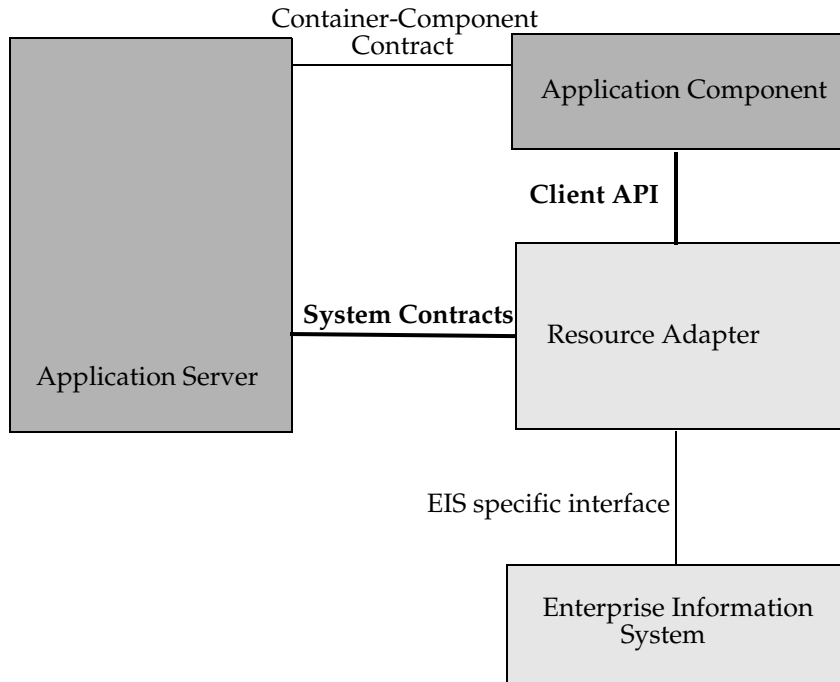 Container-Component
Contract
Application Component
Client API
System Contracts
Resource Adapter
Application Server
EIS specific interface
Enterprise Information
System